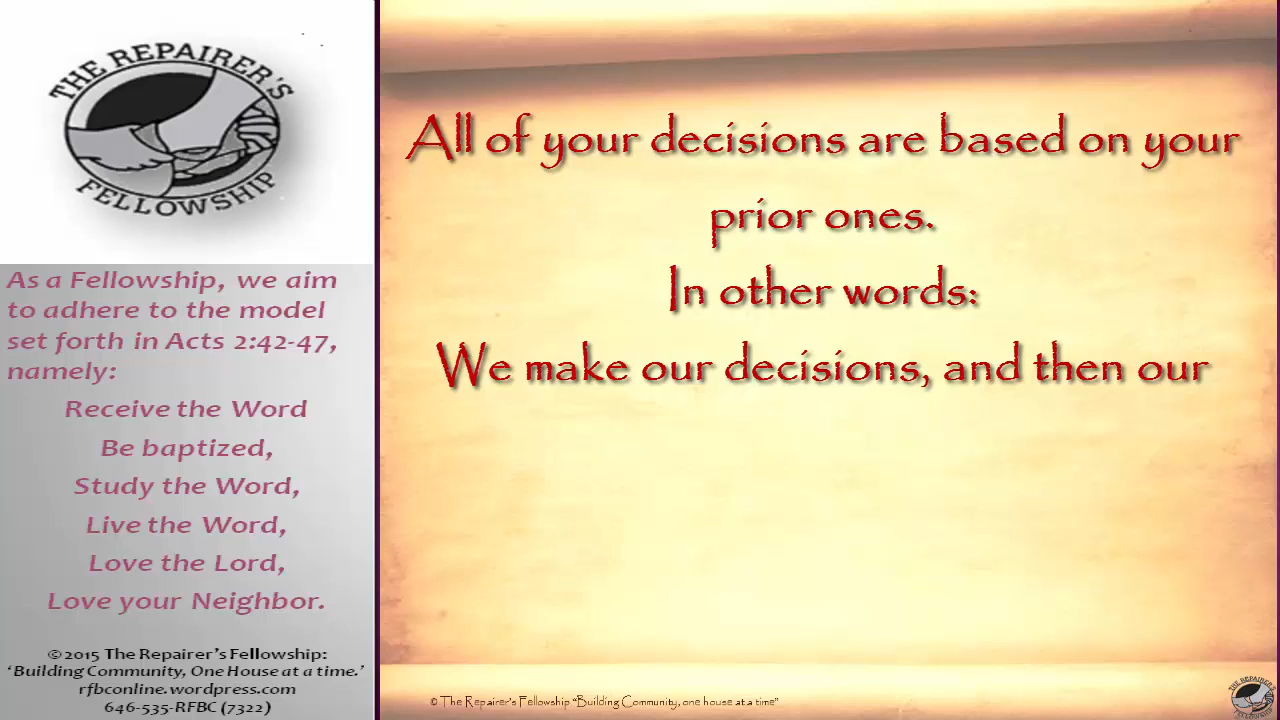 THE REPAIRER'S
FELLOWSHIP
As a Fellowship, we aim
to adhere to the model
set forth in Acts 2:42-47,
namely:
Receive the Word
Be baptized,
Study the Word,
Live the Word,
Love the Lord,
Love your Neighbor.
©2015 The Repairer's Fellowship:
'Building Community, One House at a time.'
rfbconline.wordpress.com
646-535-RFBC (7322)
All of your decisions are based on your
prior ones.
In other words:
We make our decisions, and then our
© The Repairer's Fellowship "Building Community, one house at a time"
THE REPAIRER'S
FELLOWSHIP